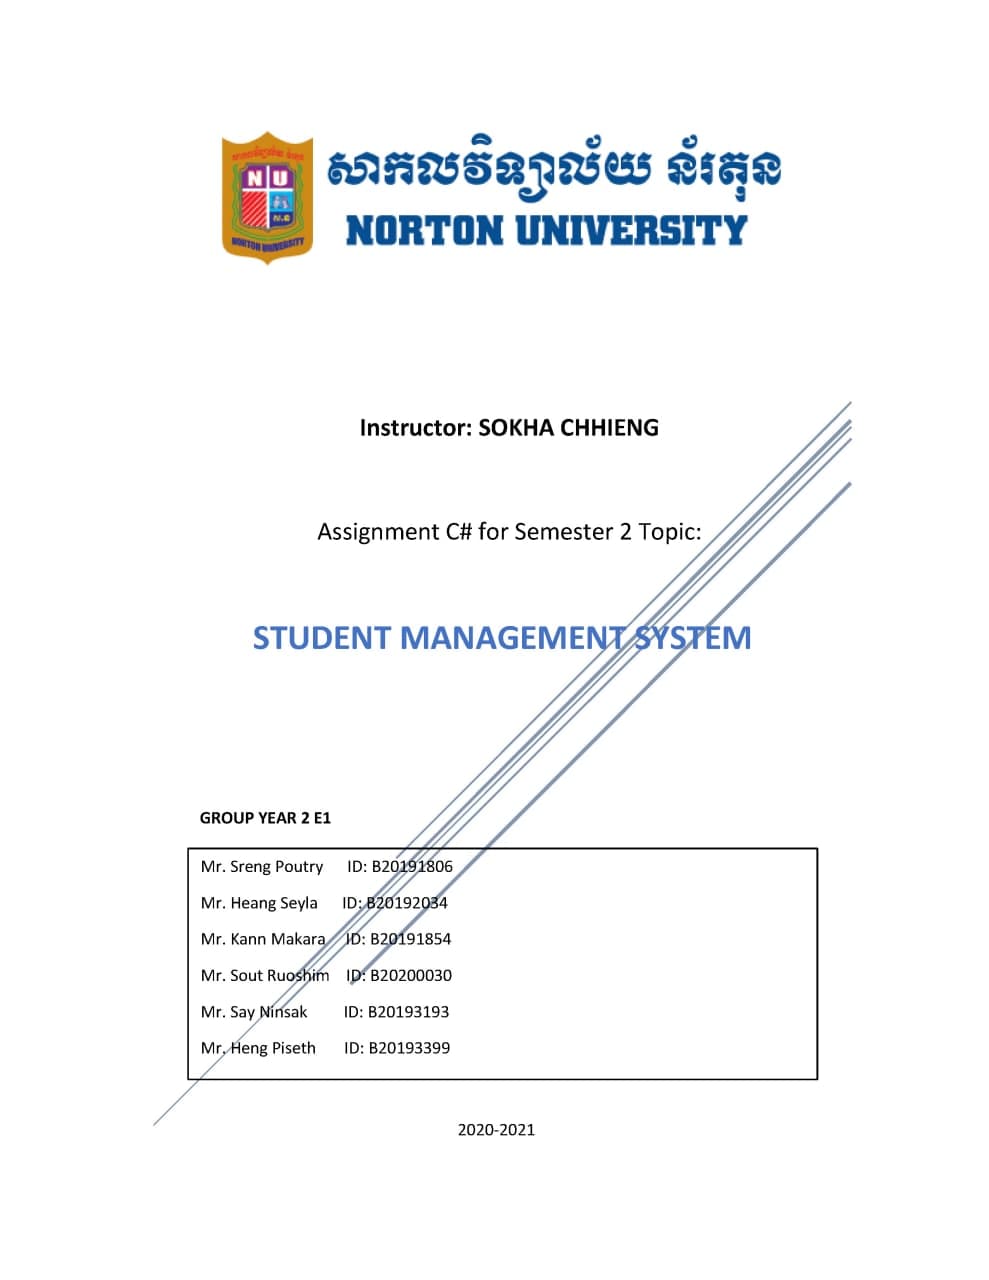 សាកលវិទ្យាល័យ ន័រតុន
NORTON UNIVERSITY
N U
N.G
NORTON UNIVERSITY
Instructor: SOKHA CHHIENG
Assignment C# for Semester 2 Topic:
STUDENT MANAGEMENT SYSTEM
GROUP YEAR 2 E1
Mr. Sreng Poutry ID: B20191806
Mr. Heang Seyla ID: B20192034
Mr. Kann Makara ID: B20191854
Mr. Sout Ruoshim ID: B20200030
Mr. Say Ninsak ID: B20193193
Mr. Heng Piseth ID: B20193399
2020-2021